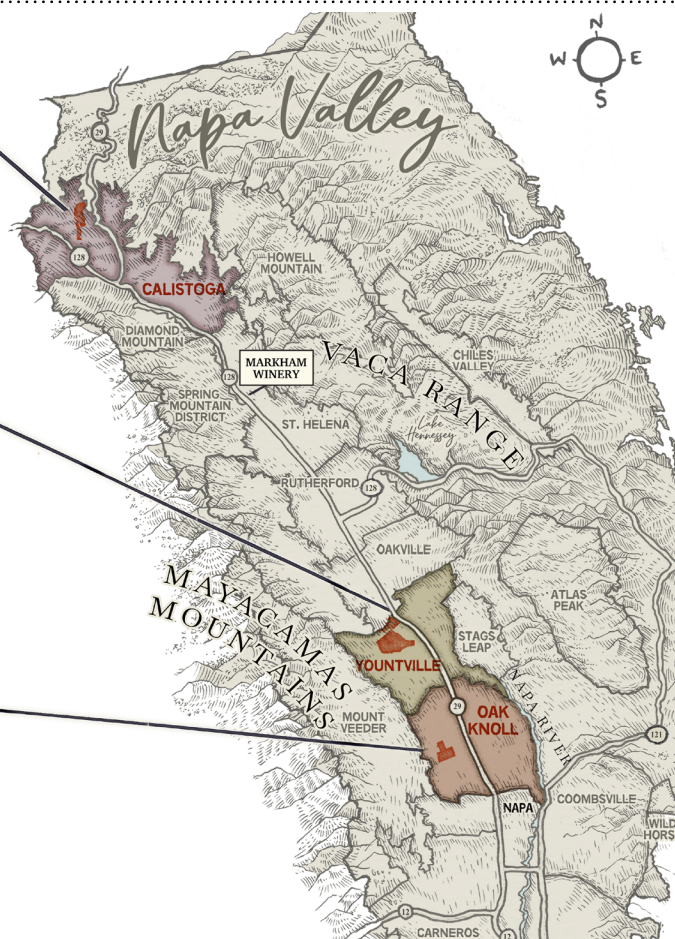 N
W E
S
Napa Valley
29
128
CALISTOGA
HOWELL
MOUNTAIN
DIAMOND
MOUNTAIN
MARKHAM
WINERY
VACA RANGE
CHILES
VALLEY
128
SPRING
MOUNTAIN
DISTRICT
ST. HELENA
Lake
Hennessey
RUTHERFORD
128
OAKVILLE
MAYACAMAS
MOUNTAINS
ATLAS
PEAK
STAGS
LEAP
YOUNTVILLE
NAPA RIVER
MOUNT
VEEDER
29
OAK
KNOLL
121
NAPA
COOMBSVILLE
WILD
HORS
12
CARNEROS
12